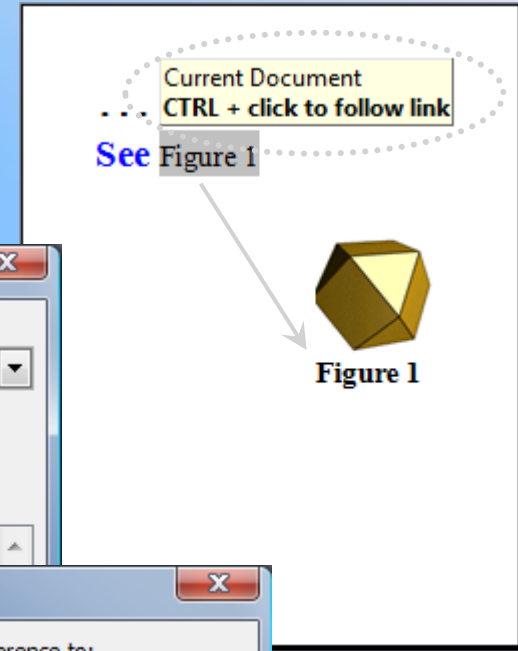 Current Document
... CTRL + click to follow link
See Figure 1
Figure 1